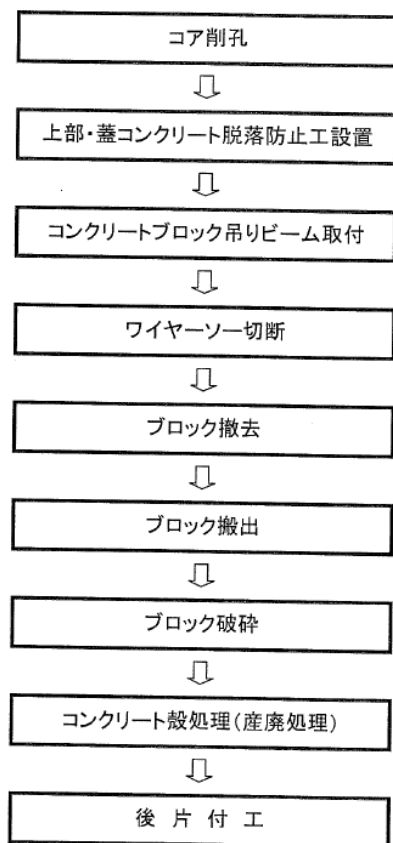 コア削孔
上部・蓋コンクリート脱落防止工設置
コンクリートブロック吊りビーム取付
ワイヤーソー切断
ブロック撤去
ブロック搬出
ブロック破砕
コンクリート殻処理(産廃処理)
後 片 付 工